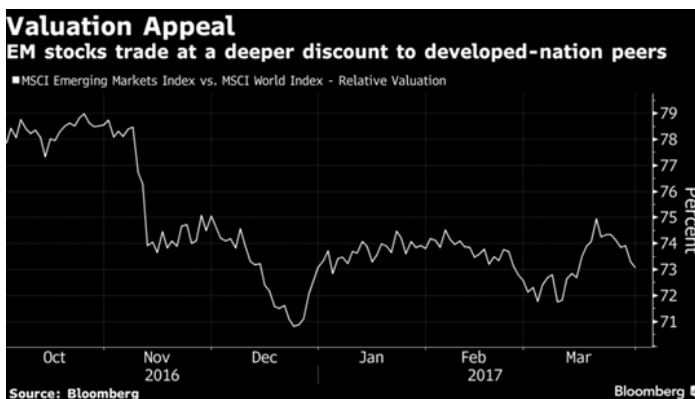 Valuation Appeal
EM stocks trade at a deeper discount to developed-nation peers
MSCI Emerging Markets Index vs. MSCI World Index - Relative Valuation
79
78
77
76
75
74
73
72
71
Percent
Oct Nov Dec Jan Feb Mar
2016 2017
Source: Bloomberg
Bloomberg